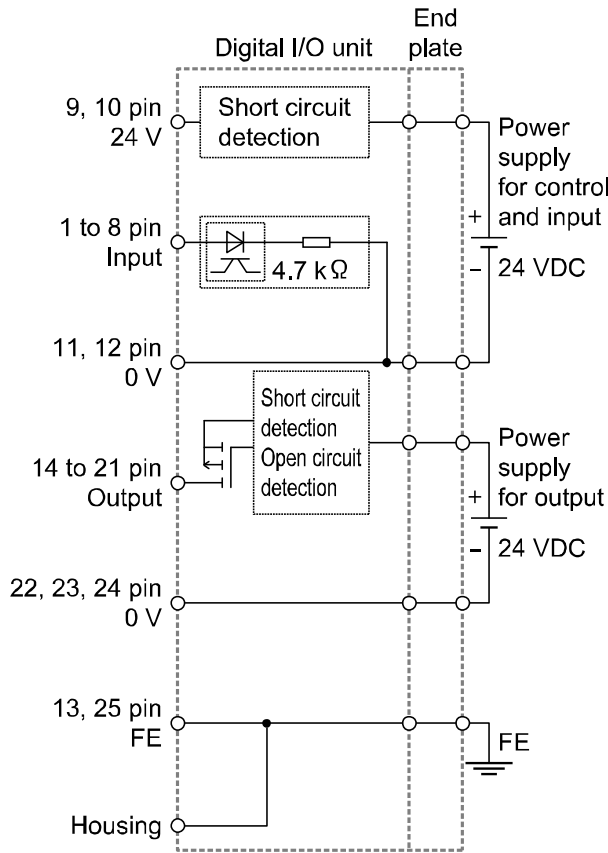 Digital I/O unit
End
plate
9, 10 pin
24 V
Short circuit
detection
Power
supply
for control
and input
+
−
24 VDC
1 to 8 pin
Input
4.7 kΩ
11, 12 pin
0 V
Short circuit
detection
Open circuit
detection
14 to 21 pin
Output
Power
supply
for output
+
−
24 VDC
22, 23, 24 pin
0 V
13, 25 pin
FE
FE
Housing